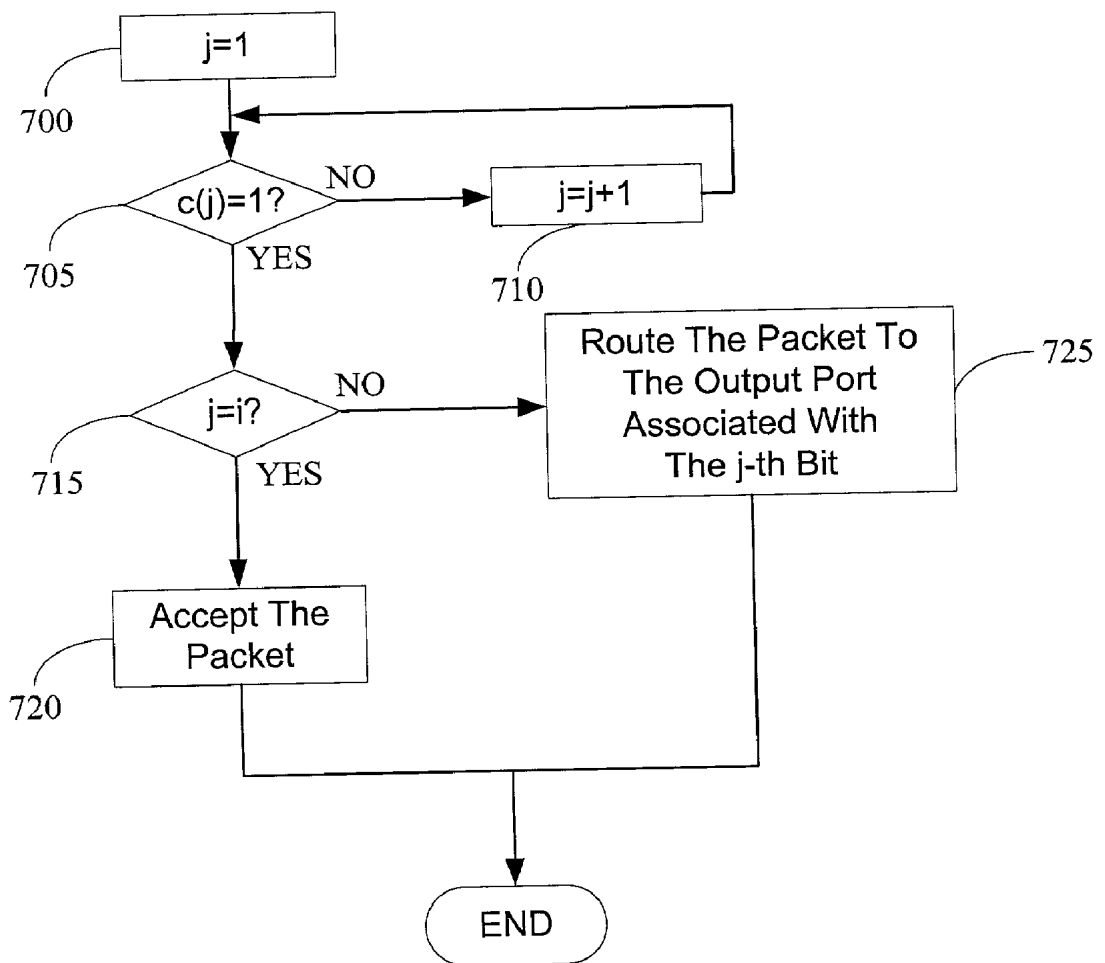 j=1
700
c(j)=1?
NO
j=j+1
705
YES
710
Route The Packet To
The Output Port
Associated With
The j-th Bit
725
j=i?
NO
715
YES
Accept The
Packet
720
END